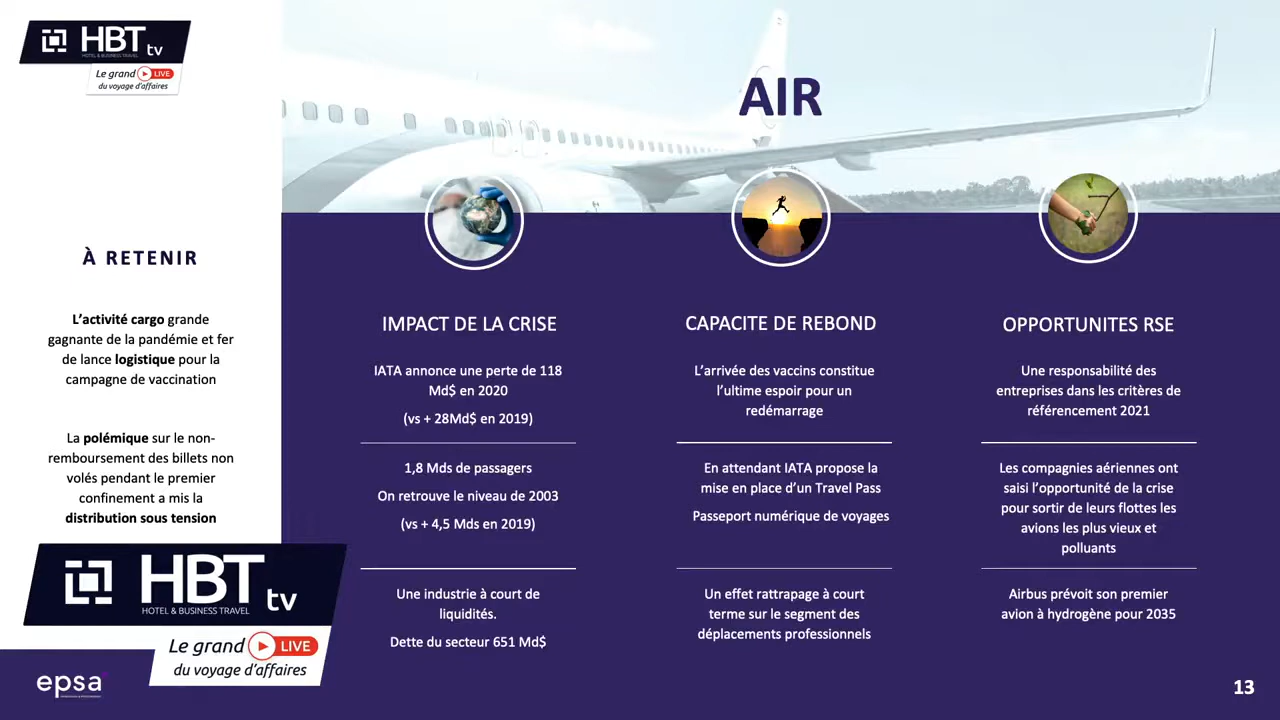 HBT tv
HOTEL & BUSINESS TRAVEL
Le grand LIVE
du voyage d'affaires
AIR
À RETENIR
L'activité cargo grande
gagnante de la pandémie et fer
de lance logistique pour la
campagne de vaccination
La polémique sur le non-
remboursement des billets non
volés pendant le premier
confinement a mis la
distribution sous tension
IMPACT DE LA CRISE
IATA annonce une perte de 118
Md$ en 2020
(vs + 28Md$ en 2019)
1,8 Mds de passagers
On retrouve le niveau de 2003
(vs + 4,5 Mds en 2019)
Une industrie à court de
liquidités.
Dette du secteur 651 Md$
CAPACITE DE REBOND
L'arrivée des vaccins constitue
l'ultime espoir pour un
redémarrage
En attendant IATA propose la
mise en place d'un Travel Pass
Passeport numérique de voyages
Un effet rattrapage à court
terme sur le segment des
déplacements professionnels
OPPORTUNITES RSE
Une responsabilité des
entreprises dans les critères de
référencement 2021
Les compagnies aériennes ont
saisi l'opportunité de la crise
pour sortir de leurs flottes les
avions les plus vieux et
polluants
Airbus prévoit son premier
avion à hydrogène pour 2035
HBT tv
HOTEL & BUSINESS TRAVEL
Le grand LIVE
du voyage d'affaires
epsa
13